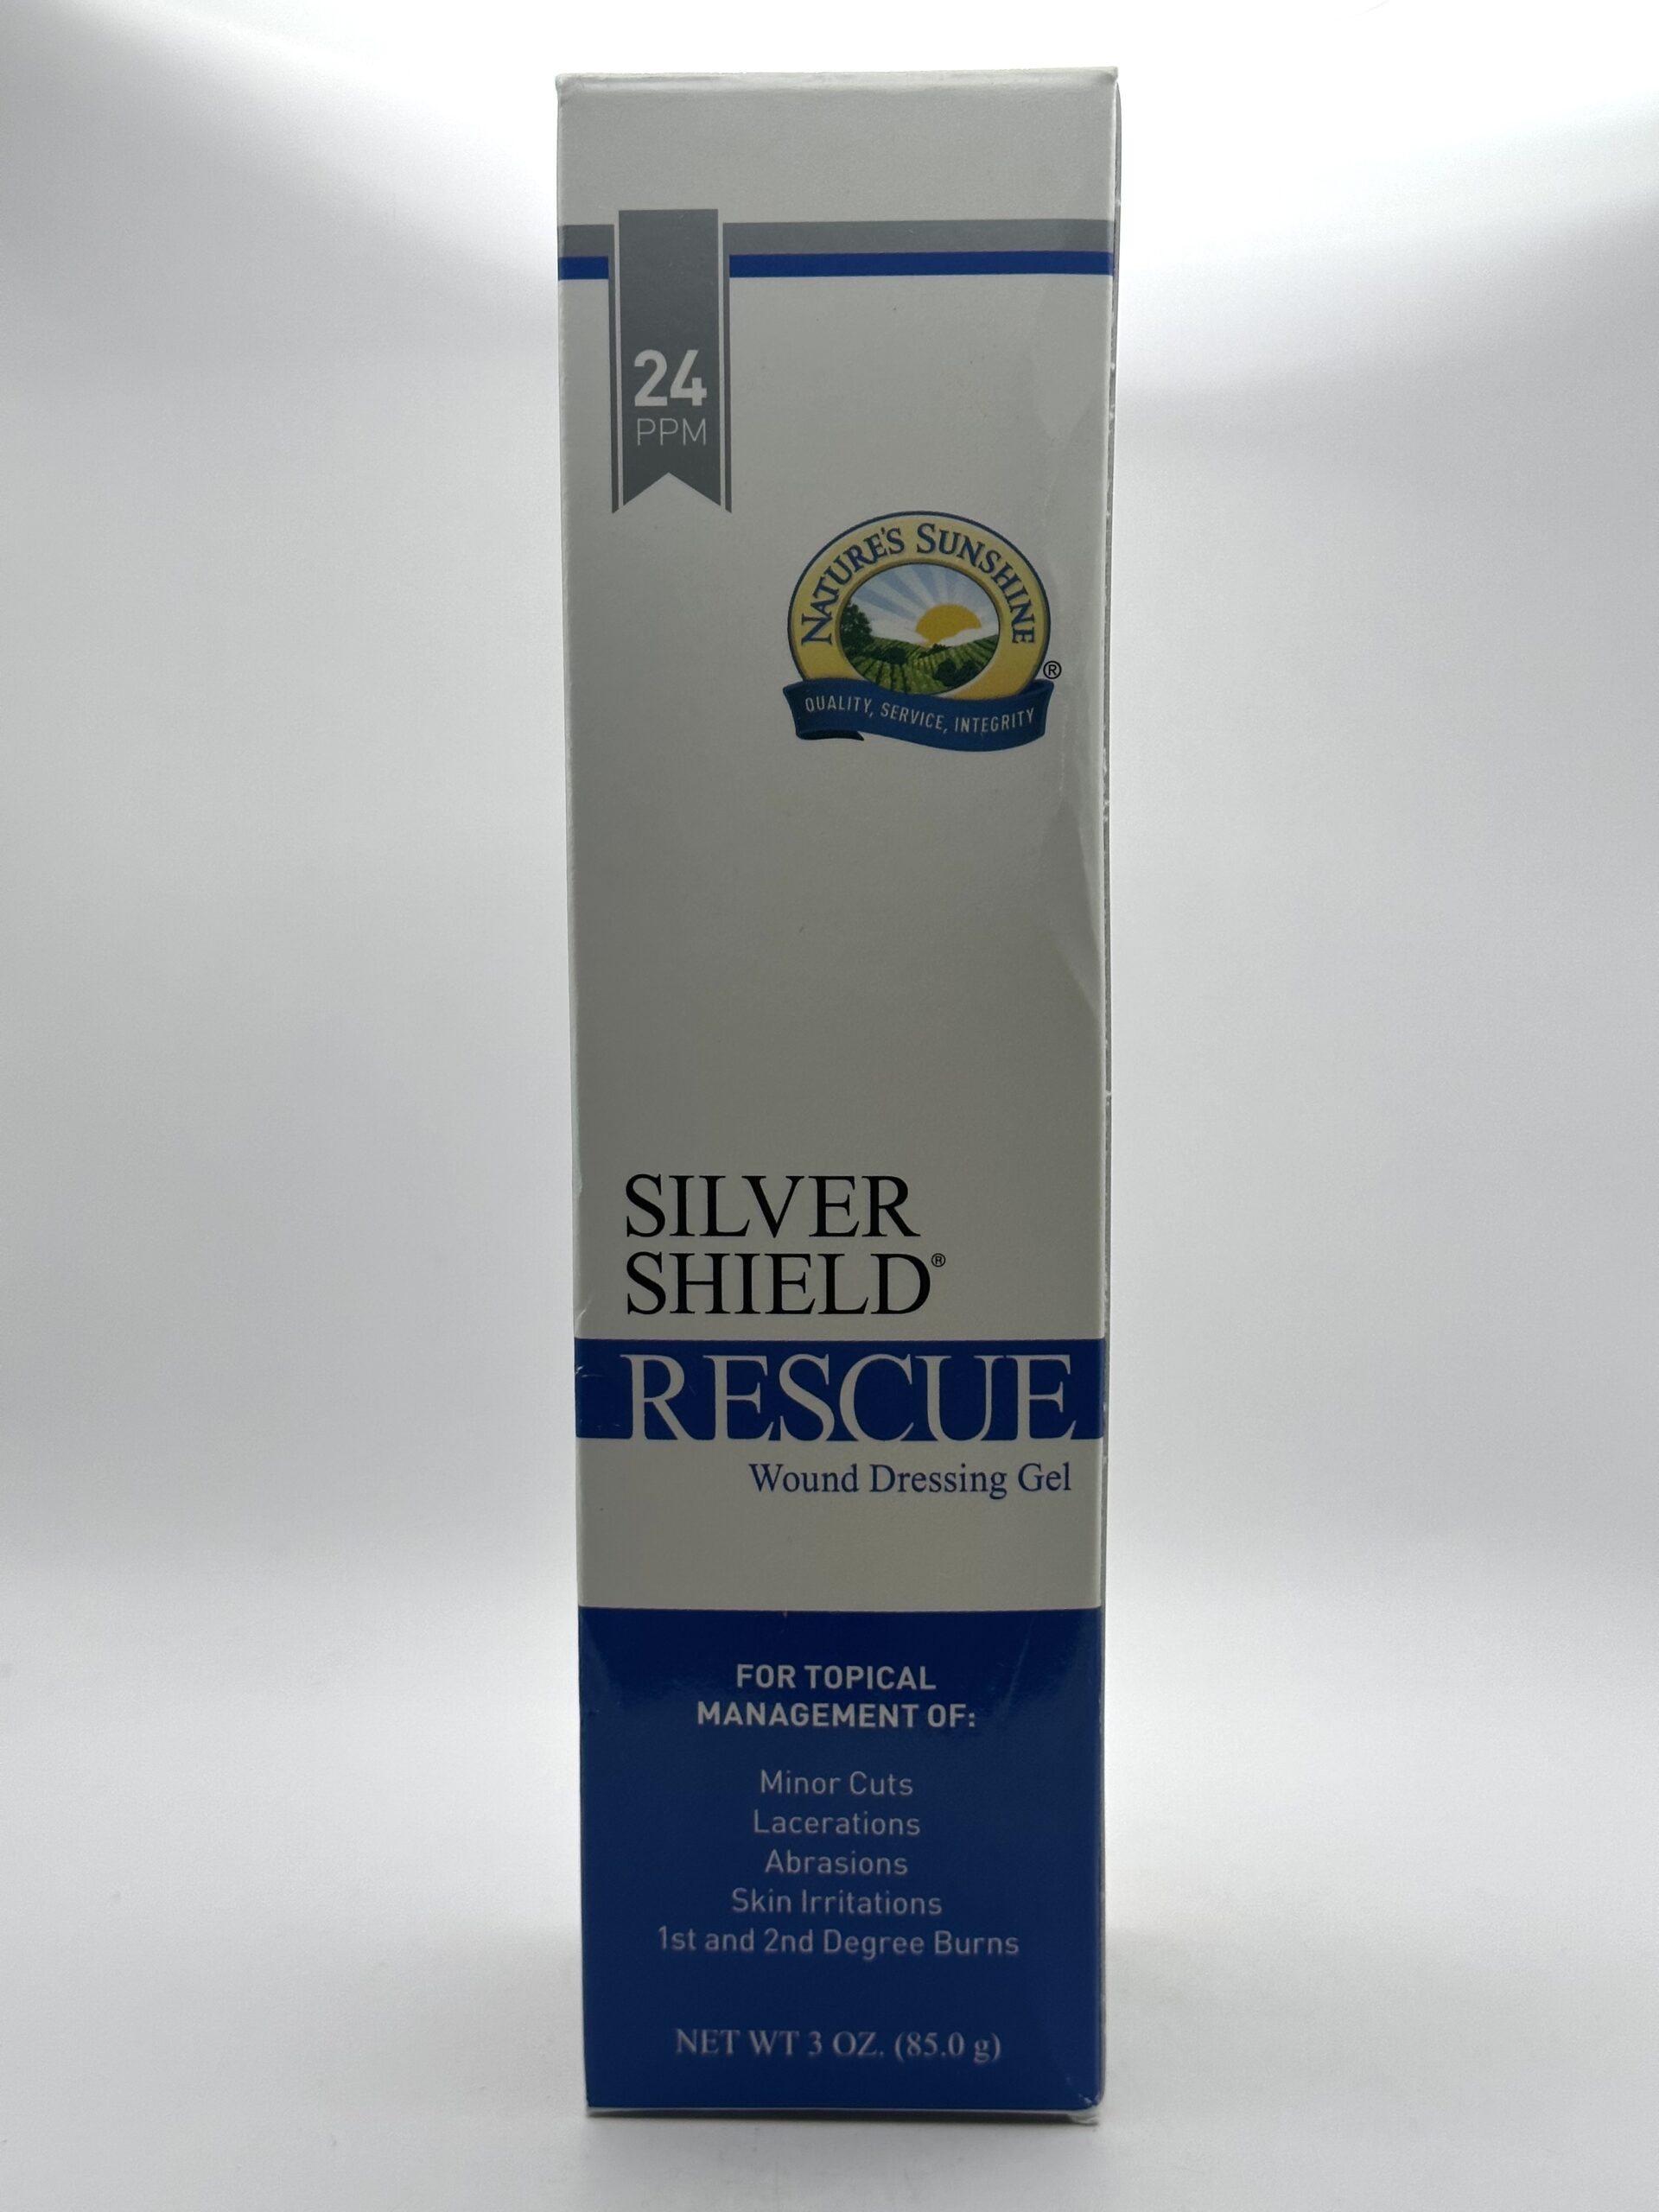 24
PPM
NATURE'S SUNSHINE
®
QUALITY, SERVICE, INTEGRITY
SILVER
SHIELD®
RESCUE
Wound Dressing Gel
FOR TOPICAL
MANAGEMENT OF:
Minor Cuts
Lacerations
Abrasions
Skin Irritations
1st and 2nd Degree Burns
NET WT 3 OZ. (85.0 g)